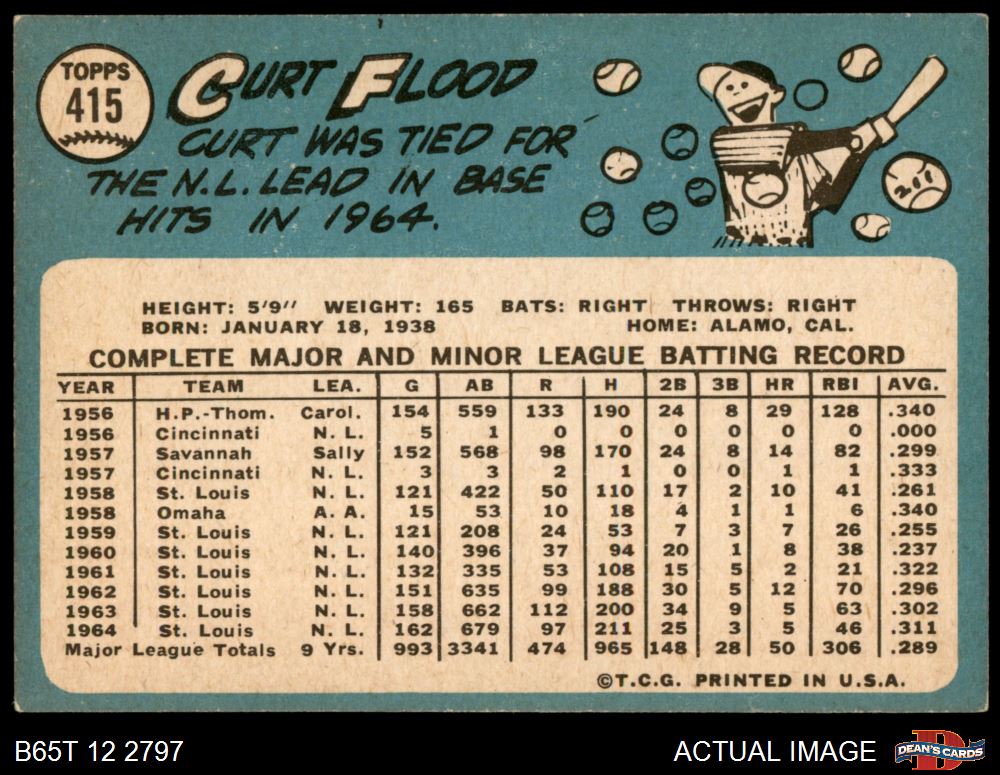 TOPPS
415
CURT FLOOD
CURT WAS TIED FOR
THE N.L. LEAD IN BASE
HITS IN 1964.
211
HEIGHT: 5'9" WEIGHT: 165 BATS: RIGHT THROWS: RIGHT
BORN: JANUARY 18, 1938 HOME: ALAMO, CAL.
COMPLETE MAJOR AND MINOR LEAGUE BATTING RECORD
YEAR TEAM LEA. G AB R H 2B 3B HR RBI AVG.
1956 H.P.-Thom. Carol. 154 559 133 190 24 8 29 128 .340
1956 Cincinnati N. L. 5 1 0 0 0 0 0 0 .000
1957 Savannah Sally 152 568 98 170 24 8 14 82 .299
1957 Cincinnati N. L. 3 3 2 1 0 0 1 1 .333
1958 St. Louis N. L. 121 422 50 110 17 2 10 41 .261
1958 Omaha A. A. 15 53 10 18 4 1 1 6 .340
1959 St. Louis N. L. 121 208 24 53 7 3 7 26 .255
1960 St. Louis N. L. 140 396 37 94 20 1 8 38 .237
1961 St. Louis N. L. 132 335 53 108 15 5 2 21 .322
1962 St. Louis N. L. 151 635 99 188 30 5 12 70 .296
1963 St. Louis N. L. 158 662 112 200 34 9 5 63 .302
1964 St. Louis N. L. 162 679 97 211 25 3 5 46 .311
Major League Totals 9 Yrs. 993 3341 474 965 148 28 50 306 .289
©T.C.G. PRINTED IN U.S.A.
B65T 12 2797 ACTUAL IMAGE
D
DEAN'S CARDS